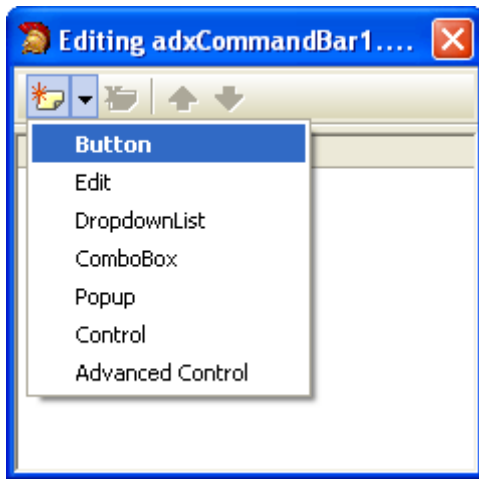 Editing adxCommandBar1....
Button
Edit
DropdownList
ComboBox
Popup
Control
Advanced Control